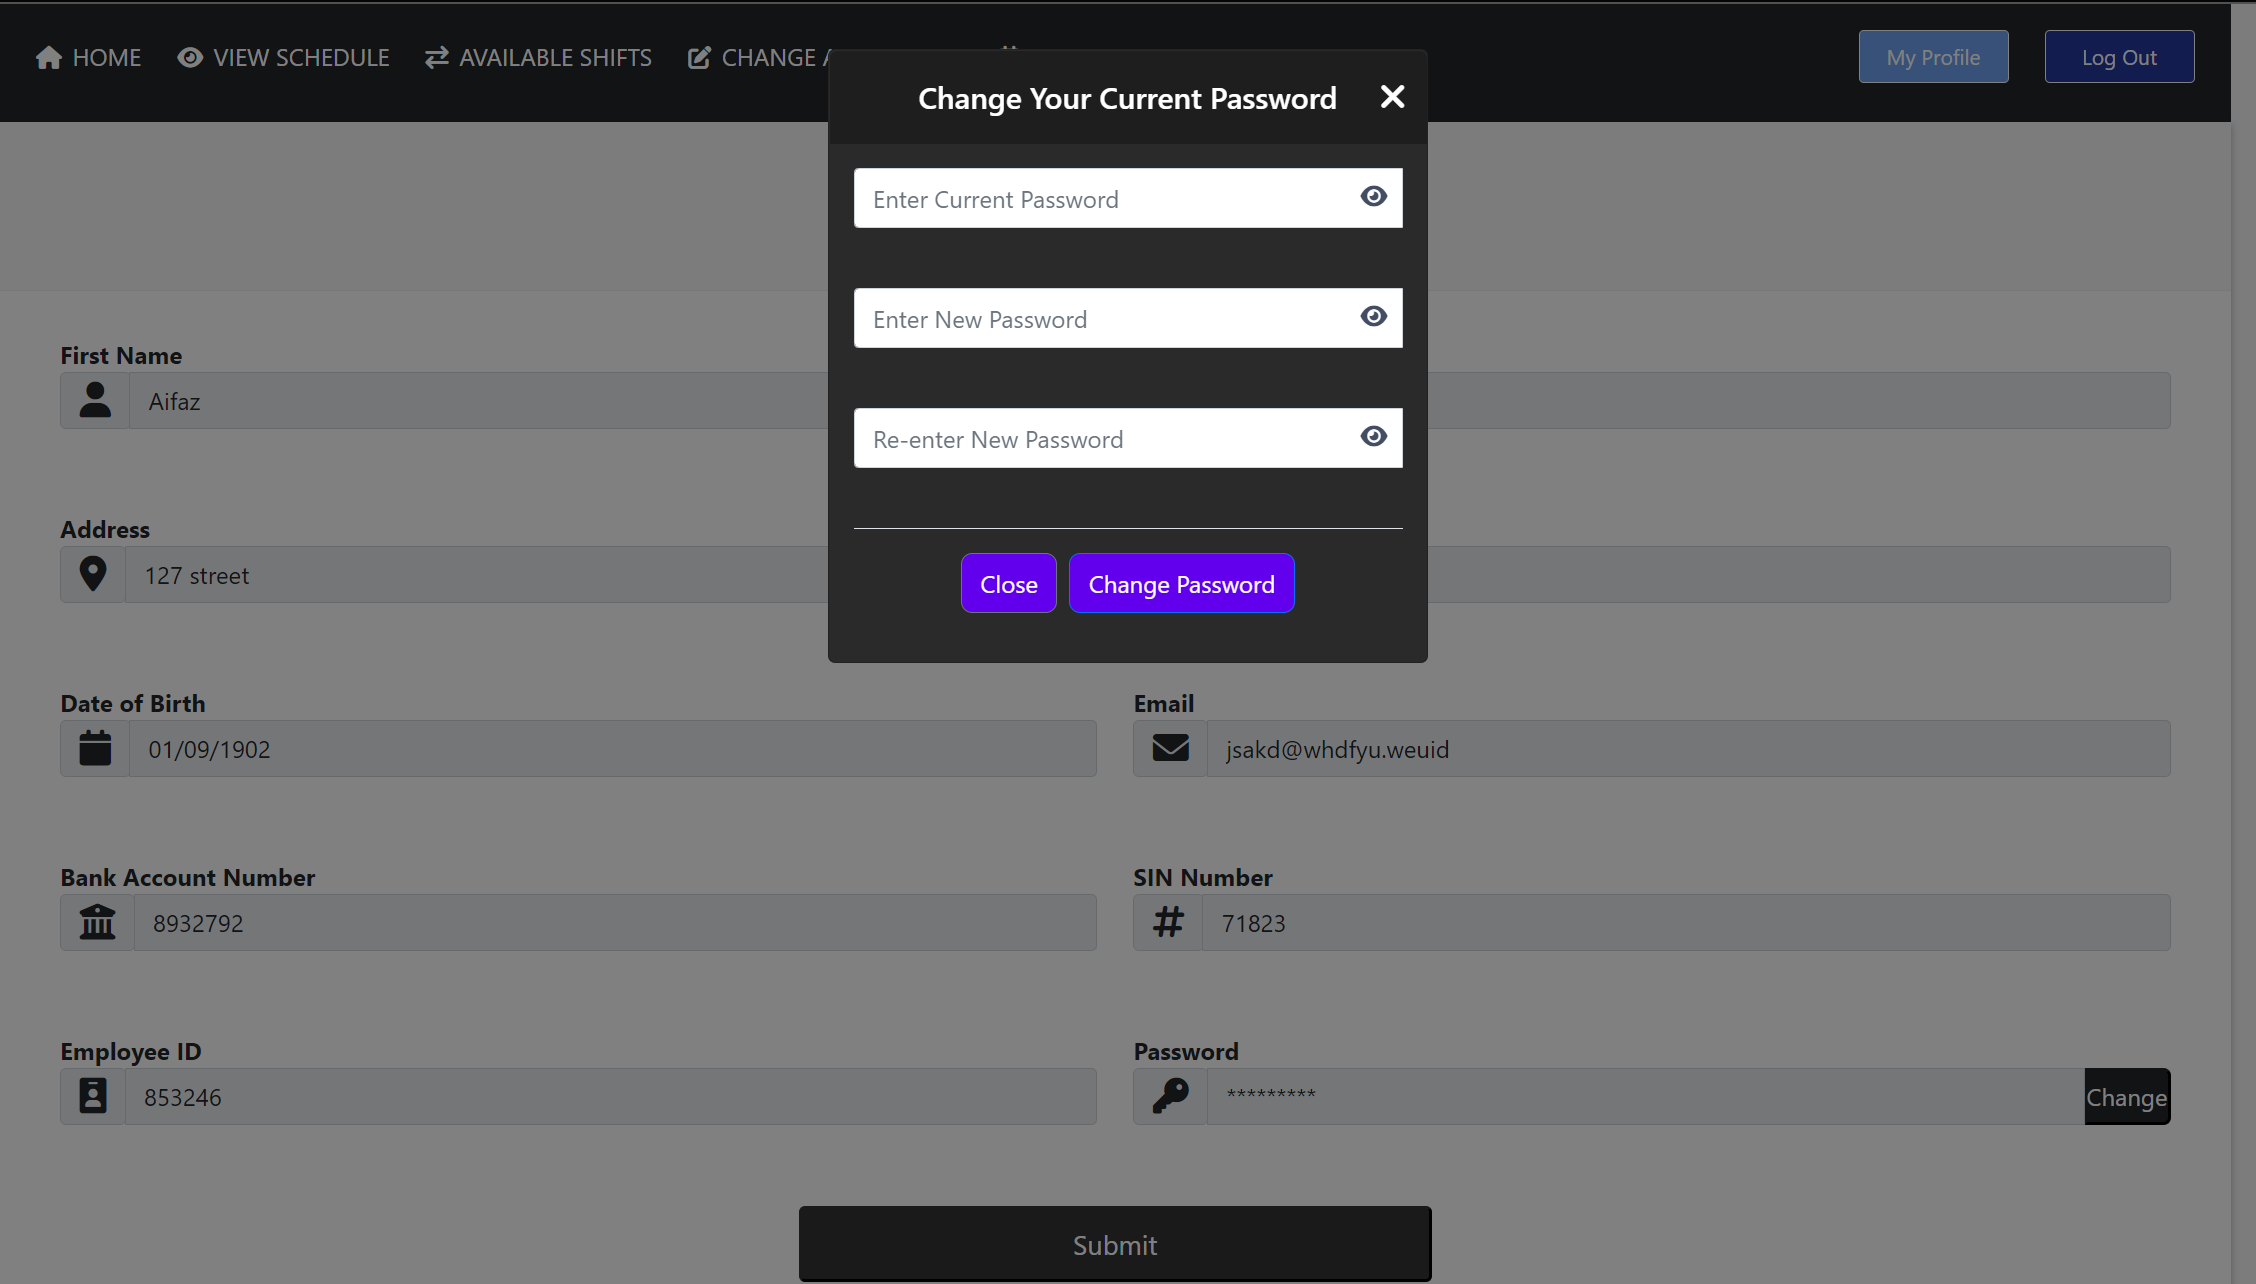 HOME VIEW SCHEDULE AVAILABLE SHIFTS CHANGE My Profile Log Out
Change Your Current Password
Enter Current Password
Enter New Password
Re-enter New Password
Close Change Password
First Name
Aifaz
Address
127 street
Date of Birth Email
01/09/1902 jsakd@whdfyu.weuid
Bank Account Number SIN Number
8932792 # 71823
Employee ID Password
853246 ********* Change
Submit